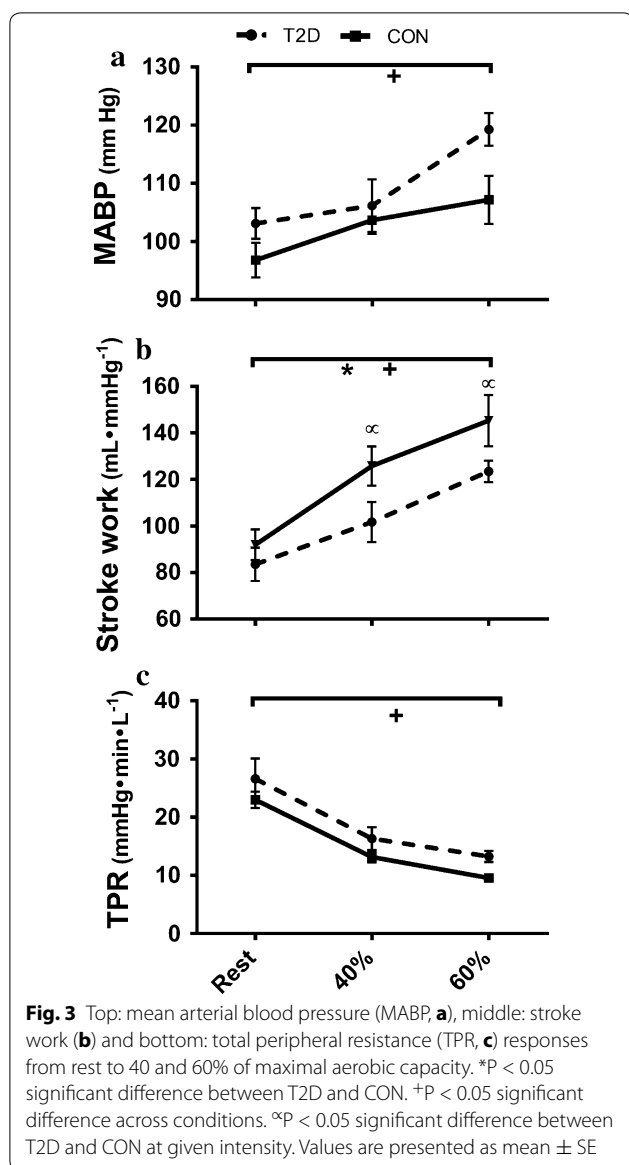 T2D CON
a
130
120
110
100
90
MABP (mm Hg)
+
b
160
140
120
100
80
60
Stroke work (mL•mmHg⁻¹)
* +
∝
∝
c
40
30
20
10
0
TPR (mmHg•min•L⁻¹)
+
Rest 40% 60%
Fig. 3 Top: mean arterial blood pressure (MABP, a), middle: stroke
work (b) and bottom: total peripheral resistance (TPR, c) responses
from rest to 40 and 60% of maximal aerobic capacity. *P < 0.05
significant difference between T2D and CON. ⁺P < 0.05 significant
difference across conditions. ∝P < 0.05 significant difference between
T2D and CON at given intensity. Values are presented as mean ± SE